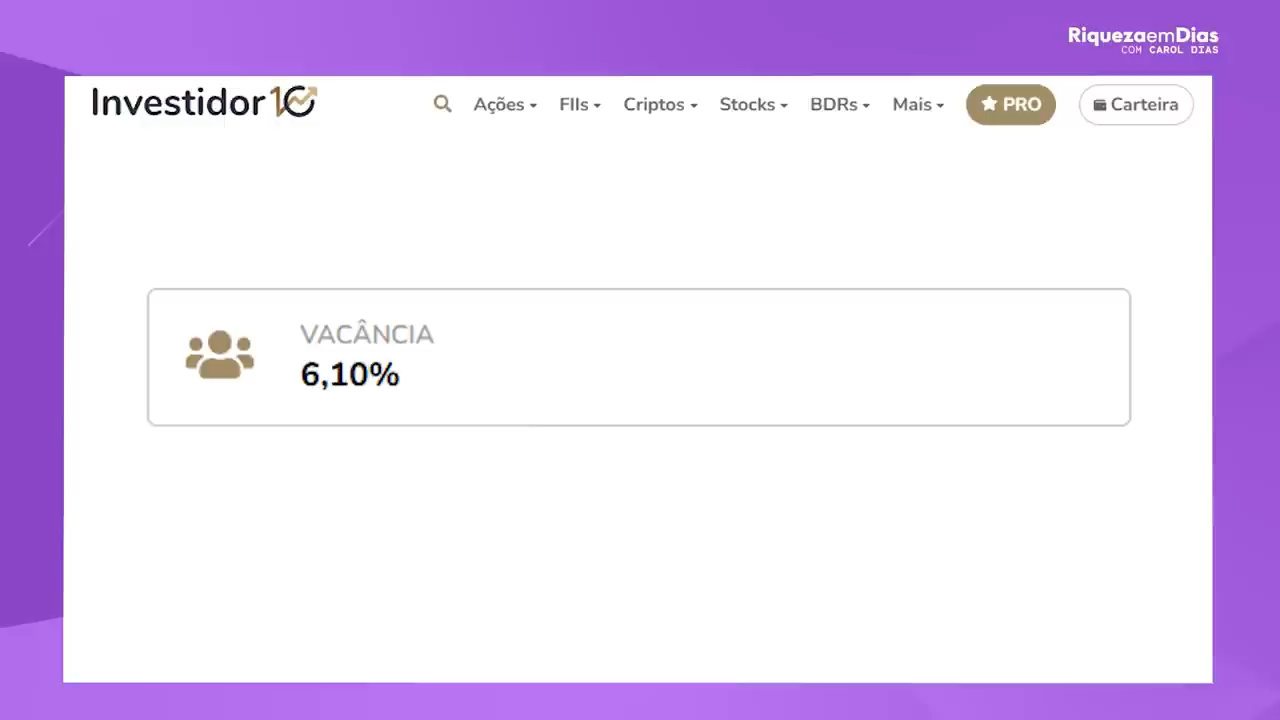 RiquezaemDias
COM CAROL DIAS
Investidor10
Ações FIIs Criptos Stocks BDRs Mais PRO Carteira
VACÂNCIA
6,10%